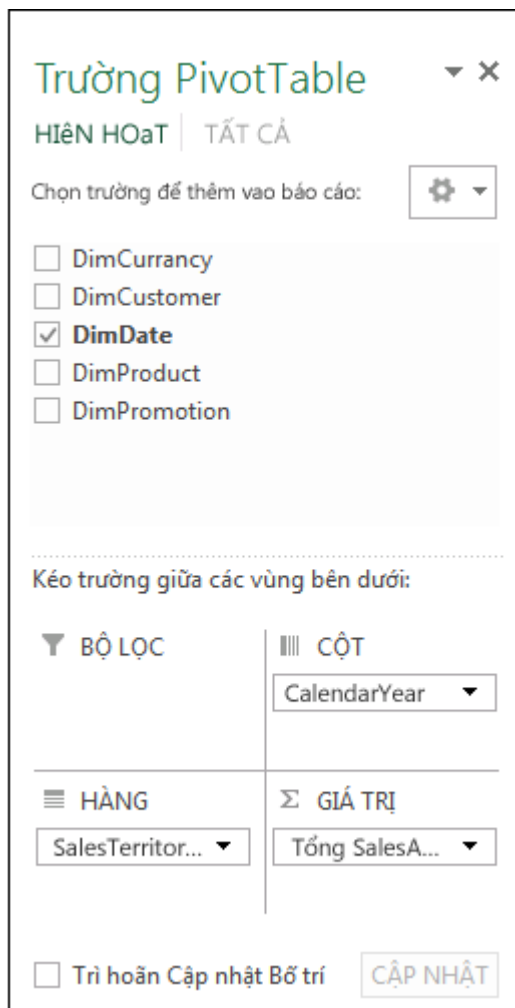 Trường PivotTable
HIệN HOạT TẤT CẢ
Chọn trường để thêm vao báo cáo:
DimCurrancy
DimCustomer
DimDate
DimProduct
DimPromotion
Kéo trường giữa các vùng bên dưới:
BỘ LỌC
CỘT
CalendarYear
HÀNG
SalesTerritor...
Σ GIÁ TRỊ
Tổng SalesA...
Trì hoãn Cập nhật Bố trí
CẬP NHẬT